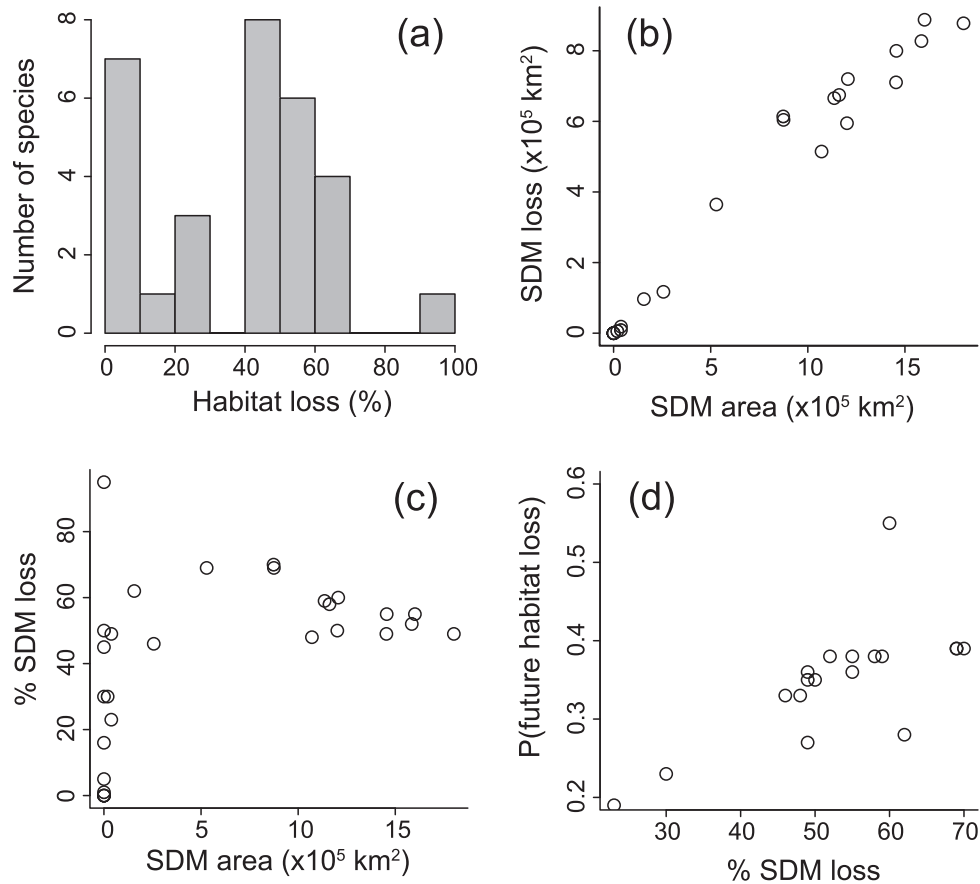 (a)
Number of species
0 2 4 6 8
0 20 40 60 80 100
Habitat loss (%)
(b)
SDM loss (x10⁵ km²)
0 2 4 6 8
0 5 10 15
SDM area (x10⁵ km²)
(c)
% SDM loss
0 20 40 60 80
0 5 10 15
SDM area (x10⁵ km²)
(d)
P(future habitat loss)
0.2 0.3 0.4 0.5 0.6
30 40 50 60 70
% SDM loss